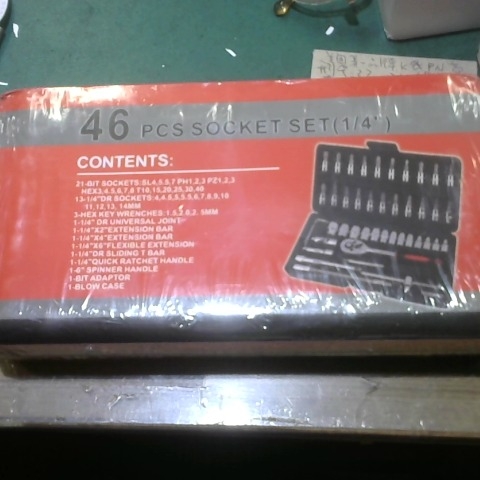 46 PCS SOCKET SET(1/4")
CONTENTS:
21-BIT SOCKETS:SL4,5.5,7 PH1,2,3 PZ1,2,3
HEX3,4,5,6,7,8 T10,15,20,25,30,40
13-1/4"DR SOCKETS:4,4.5,5,5.5,6,7,8,9,10
11,12,13, 14MM
3-HEX KEY WRENCHES:1.5,2.0,2.5MM
1-1/4" DR UNIVERSAL JOINT
1-1/4"X2"EXTENSION BAR
1-1/4"X4"EXTENSION BAR
1-1/4"X6"FLEXIBLE EXTENSION
1-1/4"DR SLIDING T BAR
1-1/4"QUICK RATCHET HANDLE
1-6" SPINNER HANDLE
1-BIT ADAPTOR
1-BLOW CASE